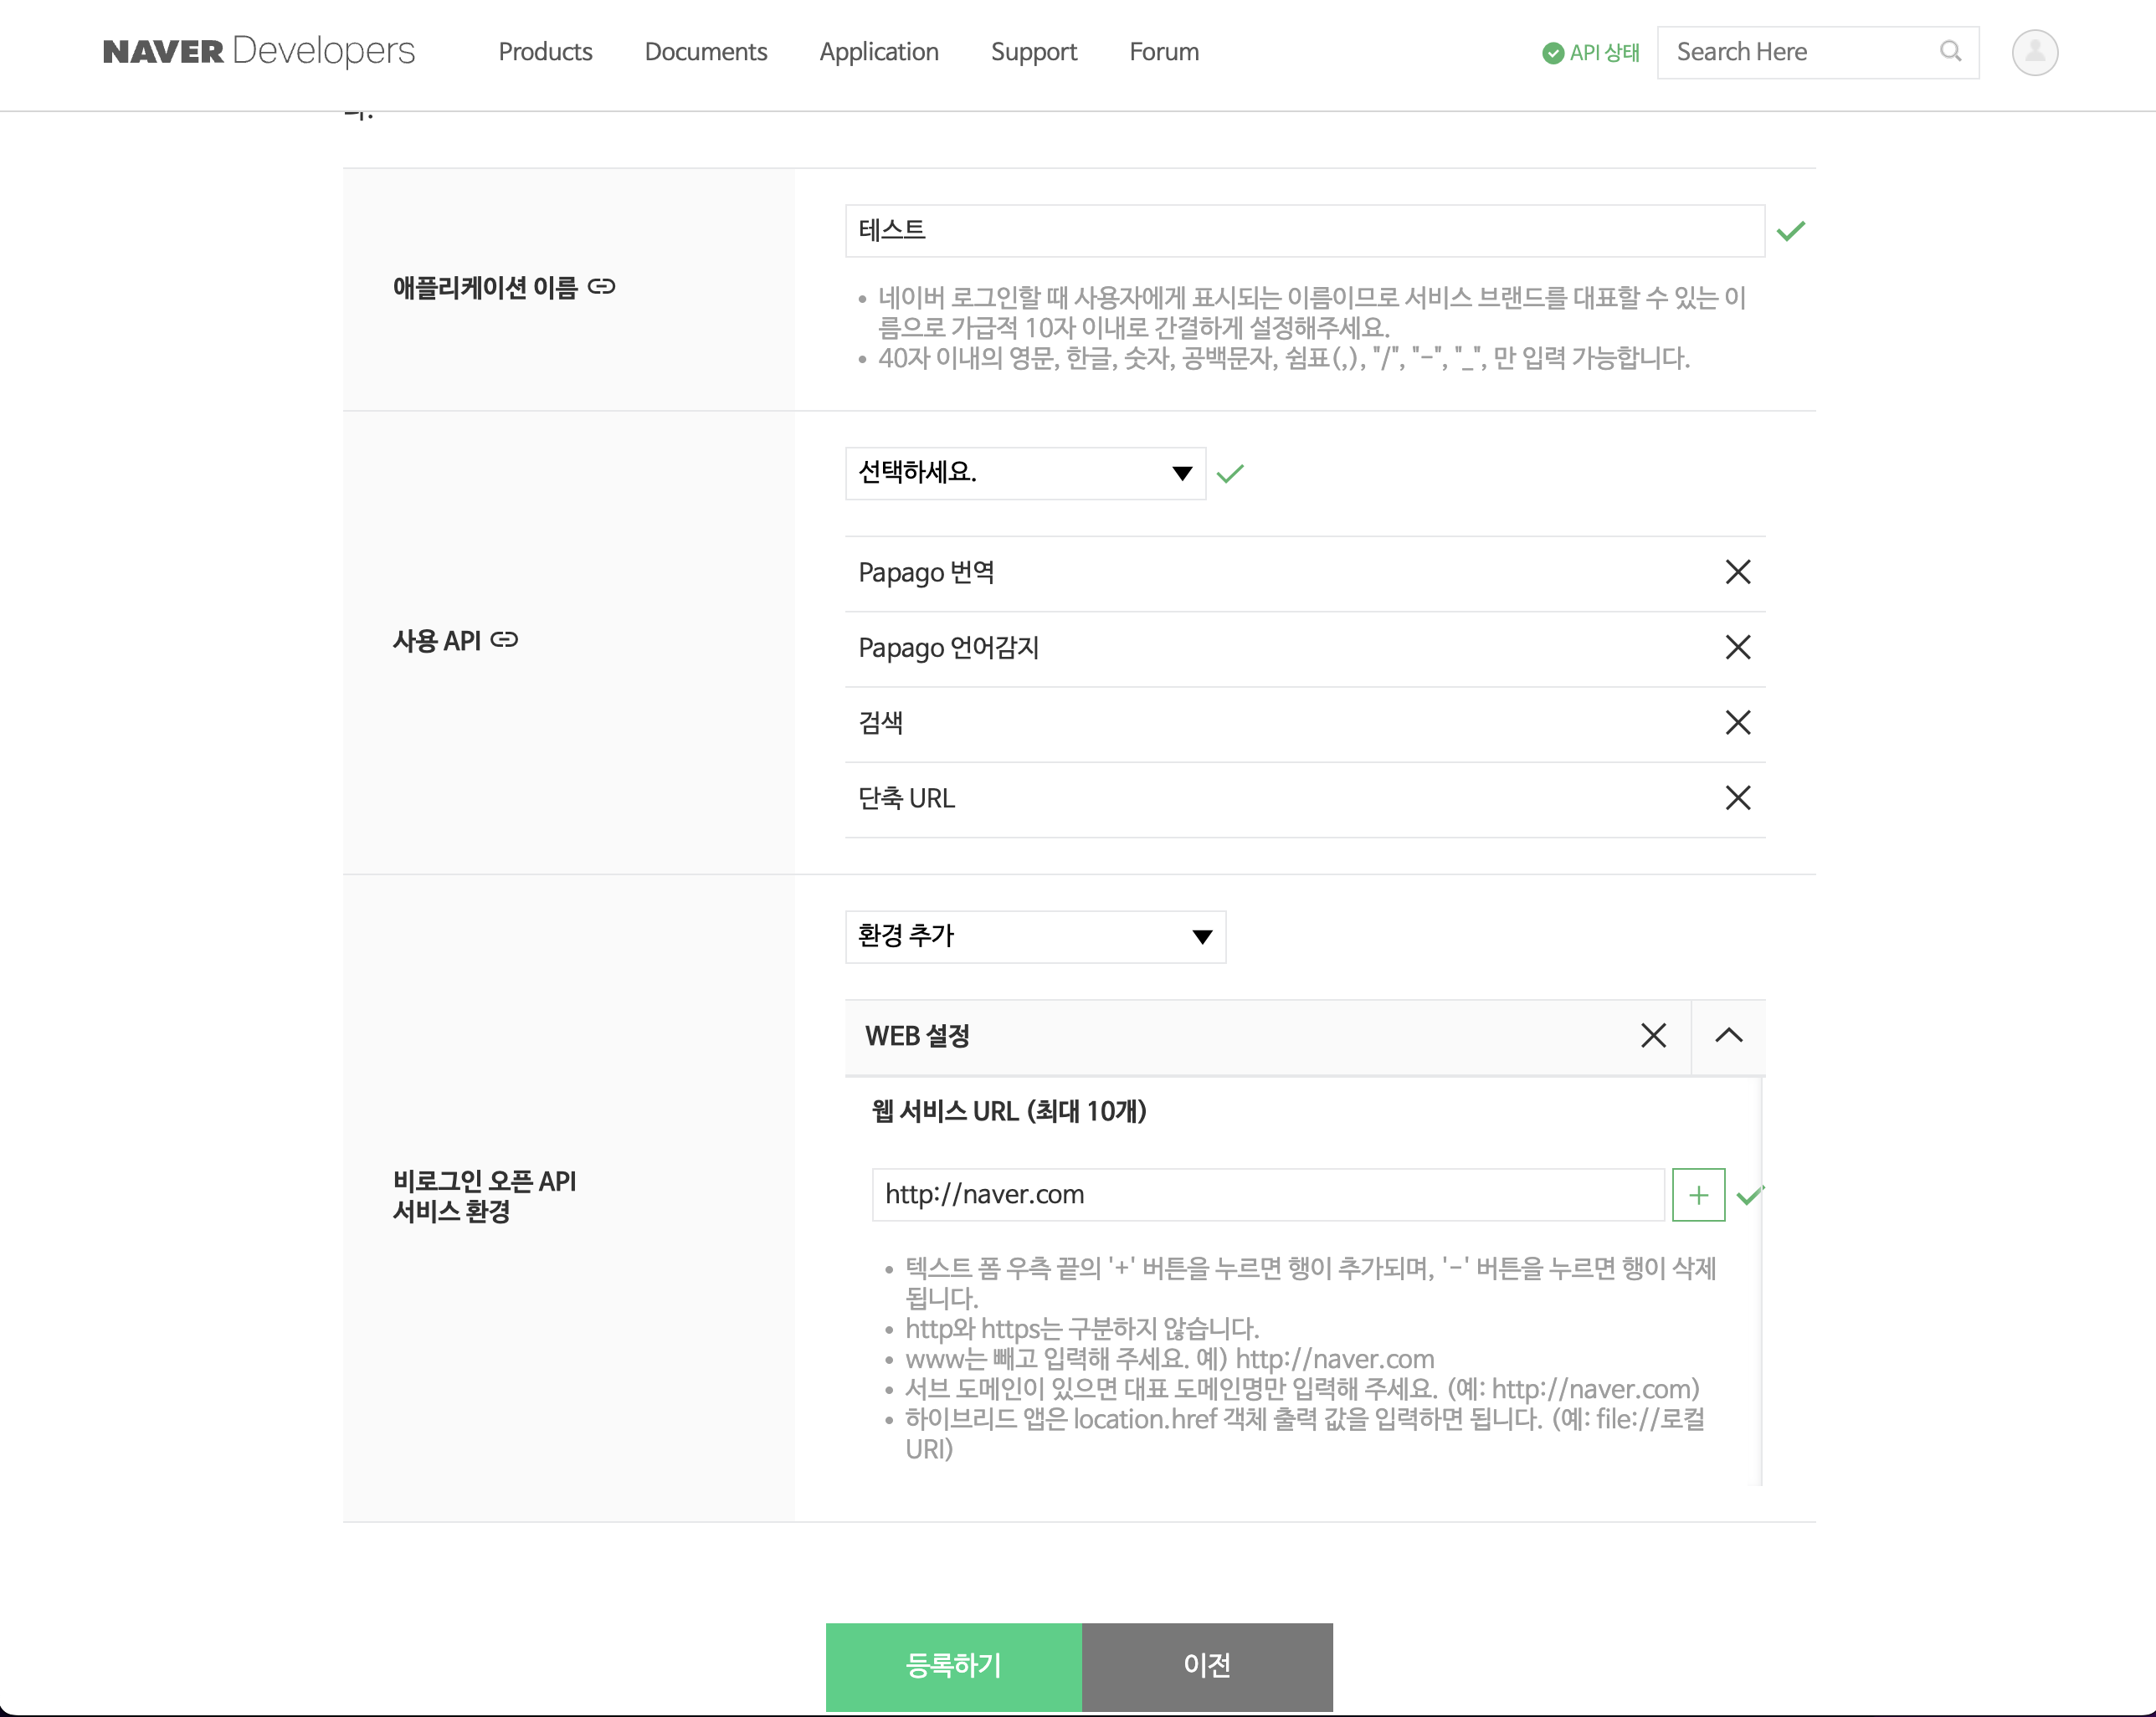 NAVER Developers
Products
Documents
Application
Support
Forum
API 상태
Search Here
애플리케이션 이름
테스트
네이버 로그인할 때 사용자에게 표시되는 이름이므로 서비스 브랜드를 대표할 수 있는 이
름으로 가급적 10자 이내로 간결하게 설정해주세요.
40자 이내의 영문, 한글, 숫자, 공백문자, 쉼표(,), "/", "-", "_", 만 입력 가능합니다.
사용 API
선택하세요.
Papago 번역
Papago 언어감지
검색
단축 URL
비로그인 오픈 API
서비스 환경
환경 추가
WEB 설정
웹 서비스 URL (최대 10개)
http://naver.com
텍스트 폼 우측 끝의 '+' 버튼을 누르면 행이 추가되며, '-' 버튼을 누르면 행이 삭제
됩니다.
http와 https는 구분하지 않습니다.
www는 빼고 입력해 주세요. 예) http://naver.com
서브 도메인이 있으면 대표 도메인명만 입력해 주세요. (예: http://naver.com)
하이브리드 앱은 location.href 객체 출력 값을 입력하면 됩니다. (예: file://로컬
URI)
등록하기
이전